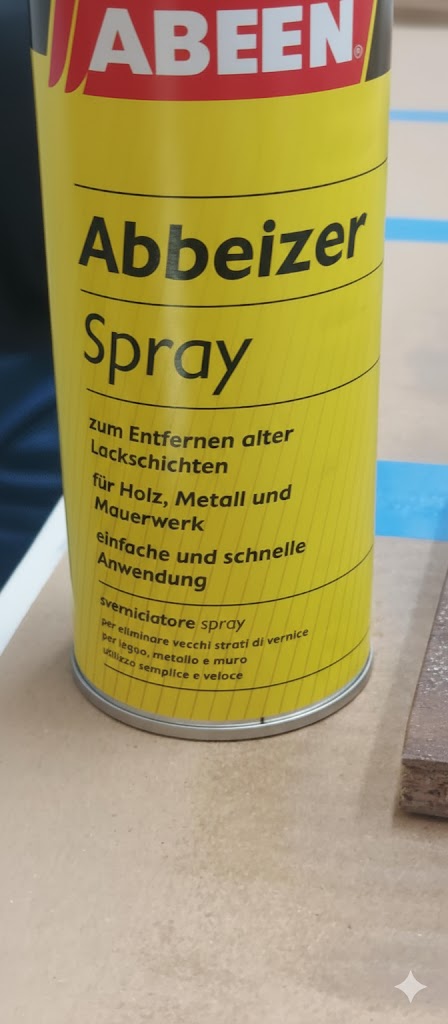 ABEEN®
Abbeizer
Spray
zum Entfernen alter
Lackschichten
für Holz, Metall und
Mauerwerk
einfache und schnelle
Anwendung
sverniciatore spray
per eliminare vecchi strati di vernice
per legno, metallo e muro
utilizzo semplice e veloce